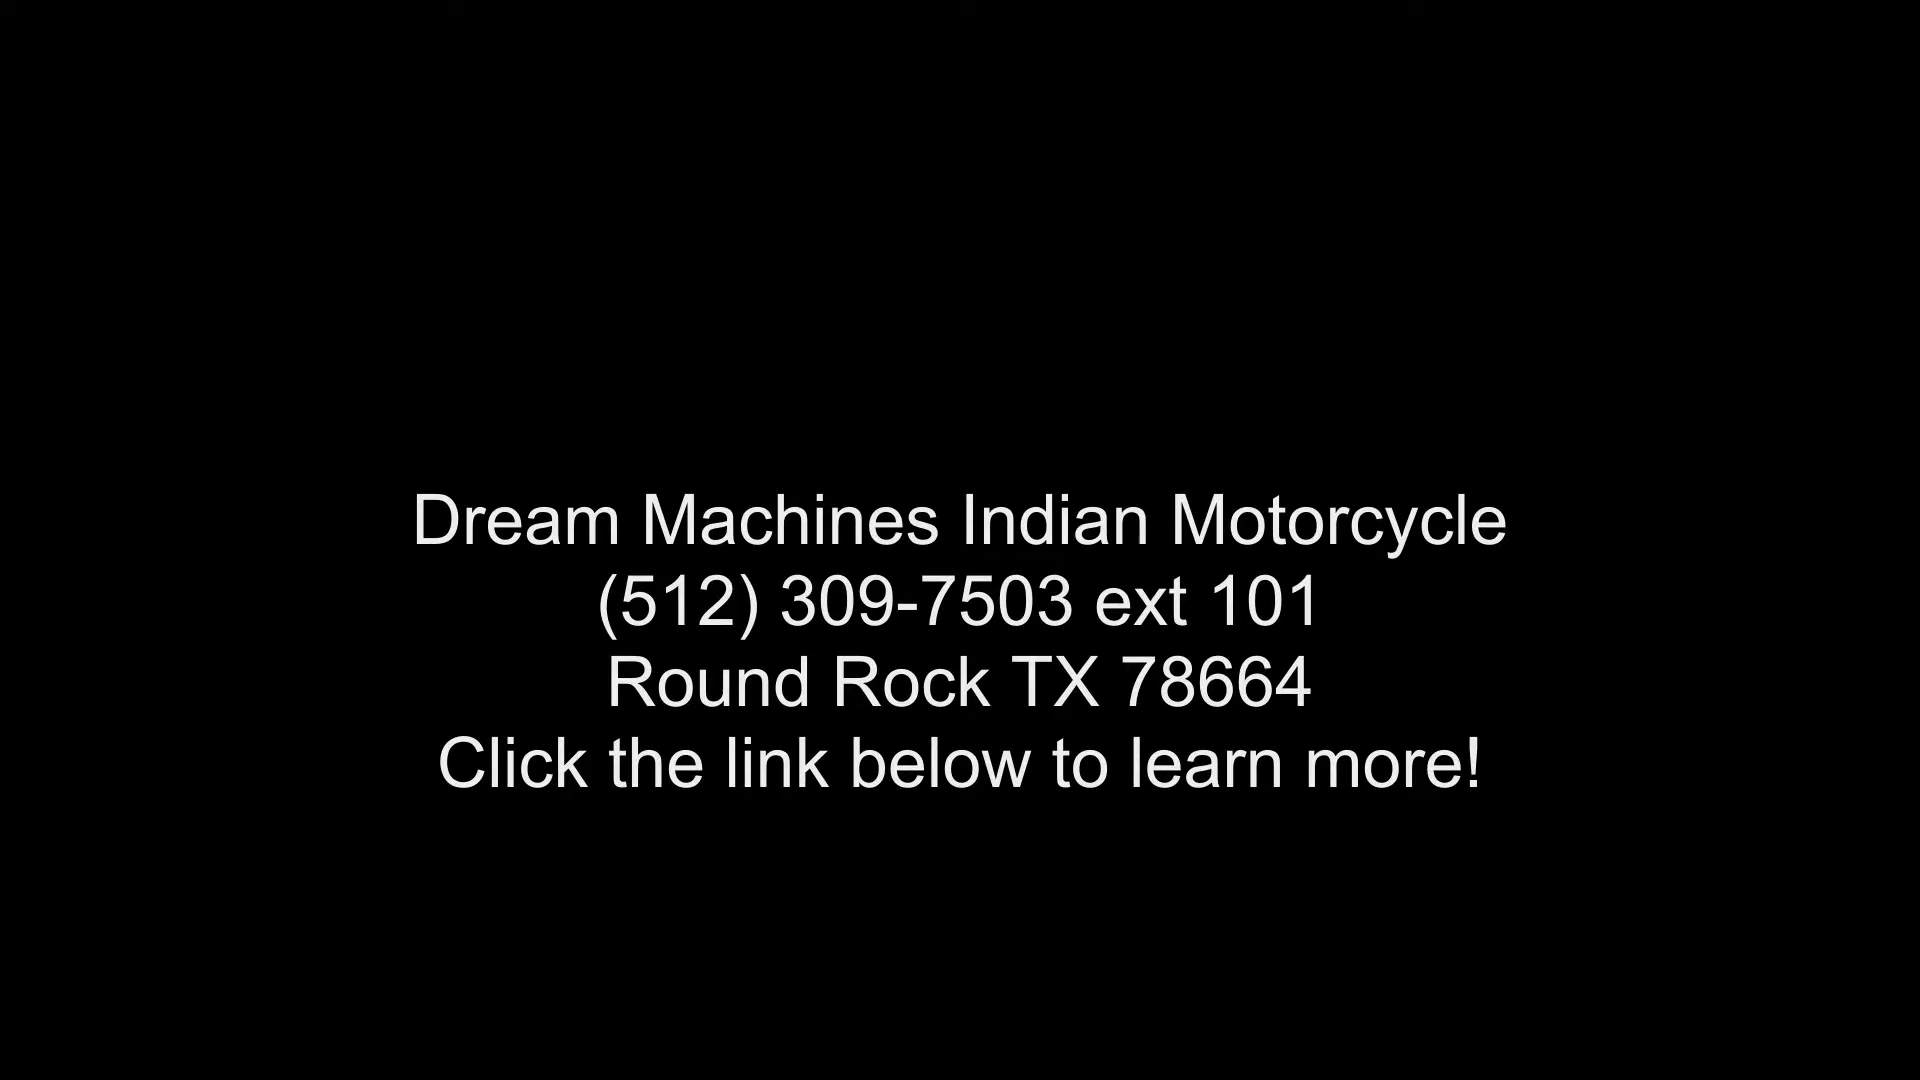 Dream Machines Indian Motorcycle
(512) 309-7503 ext 101
Round Rock TX 78664
Click the link below to learn more!